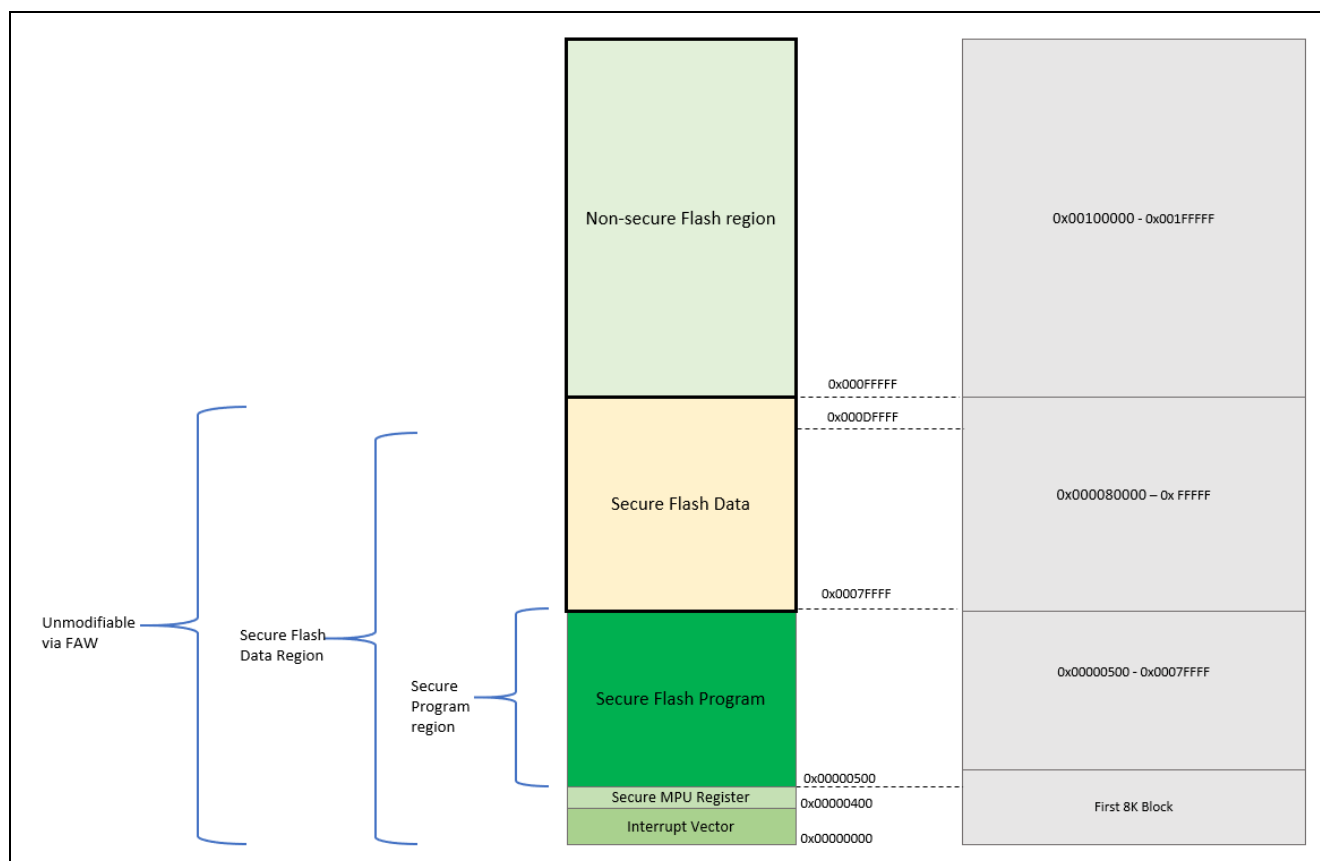 Non-secure Flash region
0x00100000 - 0x001FFFFF
0x000FFFFF
0x000DFFFF
Secure Flash Data
0x000080000 – 0x FFFFF
0x0007FFFF
Unmodifiable
via FAW
Secure Flash
Data Region
Secure
Program
region
Secure Flash Program
0x00000500 - 0x0007FFFF
0x00000500
Secure MPU Register
0x00000400
First 8K Block
Interrupt Vector
0x00000000